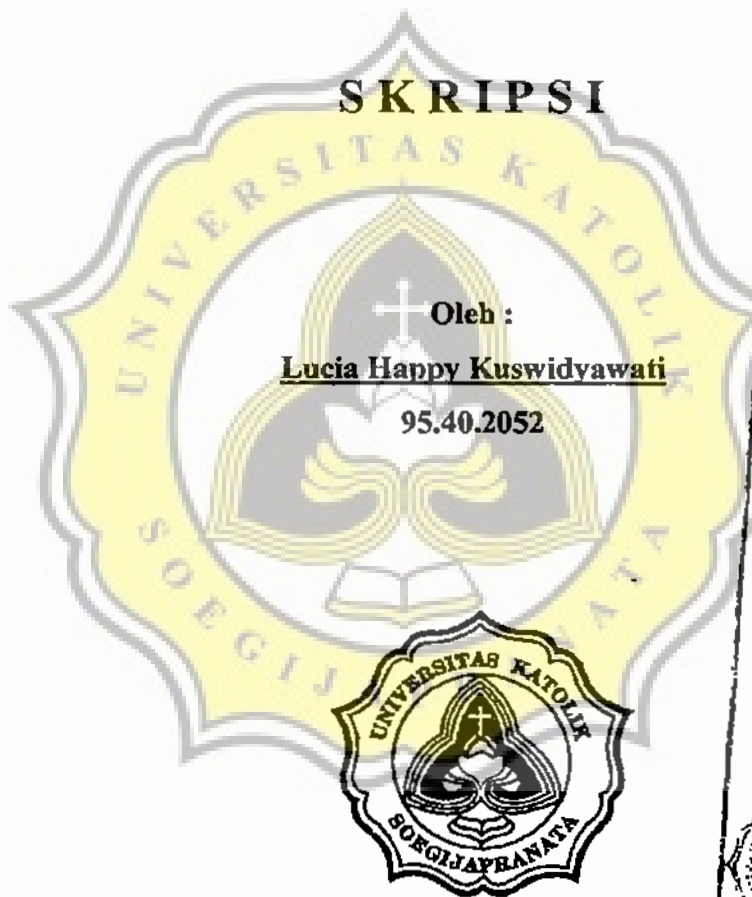 SKRIPSI
UNIVERSITAS KATOLIK
Oleh :
Lucia Happy Kuswidyawati
95.40.2052
SOEGIJAPRANATA
UNIVERSITAS KATOLIK
SOEGIJAPRANATA